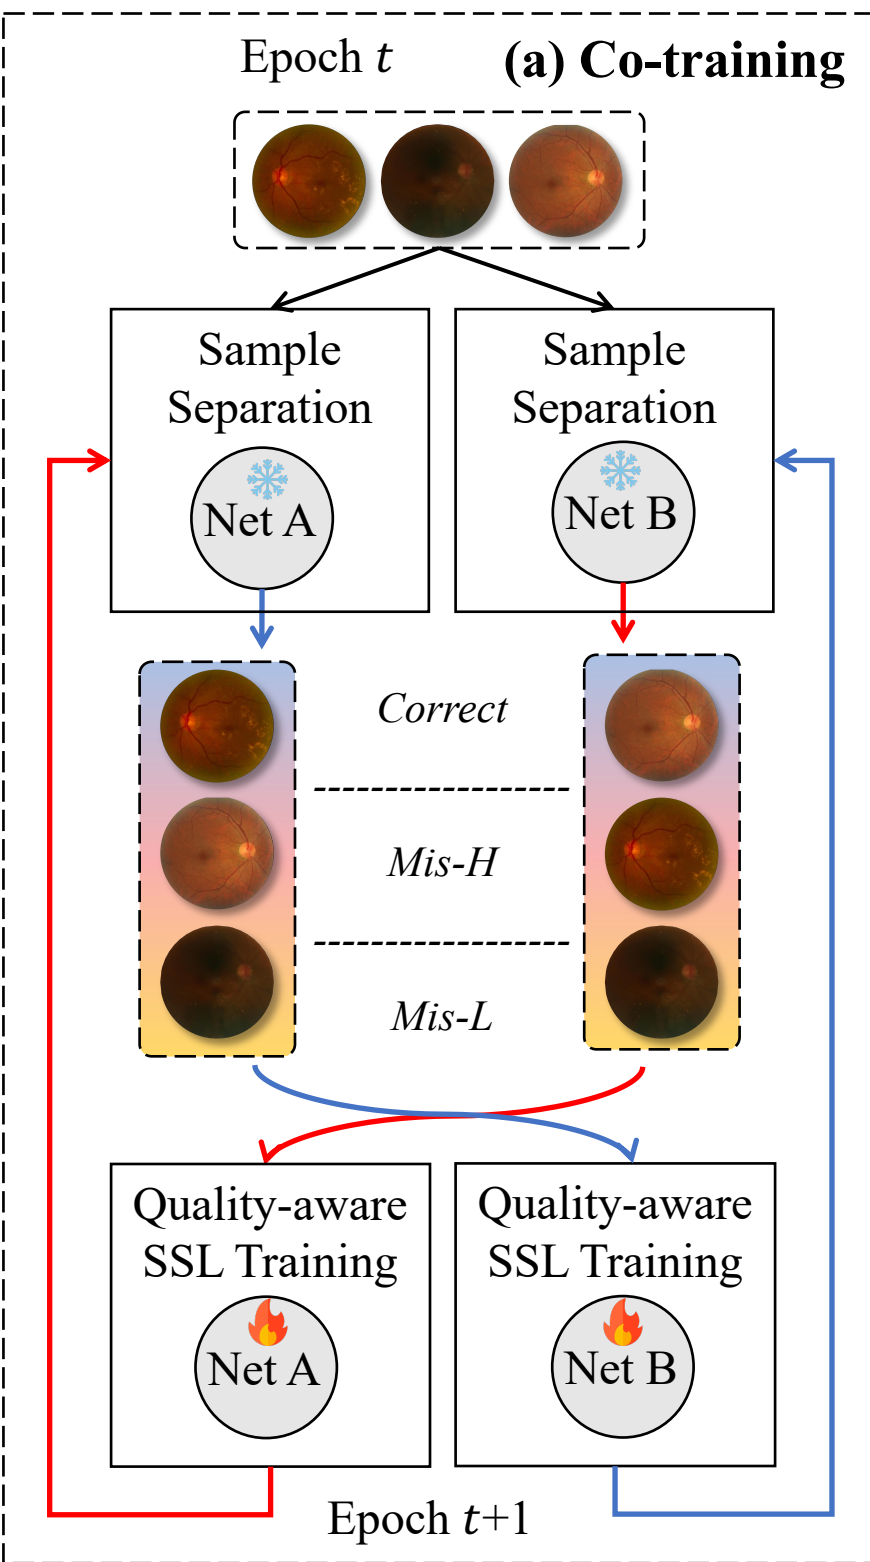 Epoch t
(a) Co-training
Sample
Separation
Net A
Sample
Separation
Net B
Correct
Mis-H
Mis-L
Quality-aware
SSL Training
Net A
Quality-aware
SSL Training
Net B
Epoch t+1